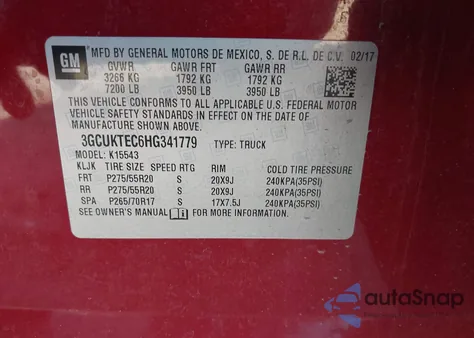 GM MFD BY GENERAL MOTORS DE MEXICO, S. DE R.L. DE C.V. 02/17
GVWR GAWR FRT GAWR RR
3266 KG 1792 KG 1792 KG
7200 LB 3950 LB 3950 LB
THIS VEHICLE CONFORMS TO ALL APPLICABLE U.S. FEDERAL MOTOR
VEHICLE SAFETY STANDARDS IN EFFECT ON THE DATE OF
MANUFACTURE SHOWN ABOVE.
3GCUKTEC6HG341779 TYPE: TRUCK
MODEL: K15543
KLJK TIRE SIZE SPEED RTG RIM COLD TIRE PRESSURE
FRT P275/55R20 S 20X9J 240KPA(35PSI)
RR P275/55R20 S 20X9J 240KPA(35PSI)
SPA P265/70R17 S 17X7.5J 240KPA(35PSI)
SEE OWNER'S MANUAL FOR MORE INFORMATION.
autoSnap